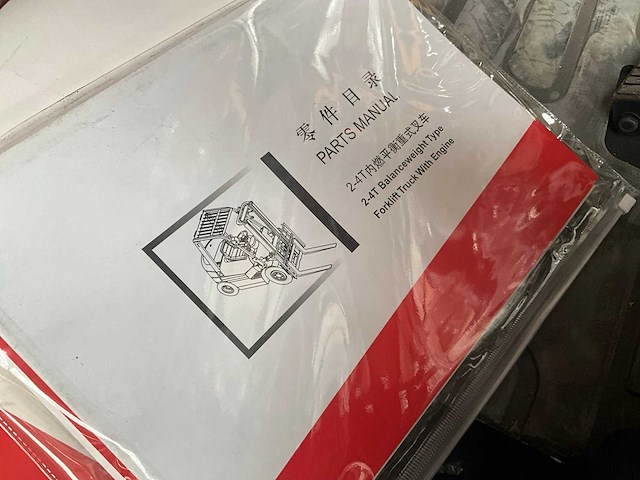 零件目录
PARTS MANUAL
2-4T内燃平衡重式叉车
2-4T Balanceweight Type
Forklift Truck With Engine